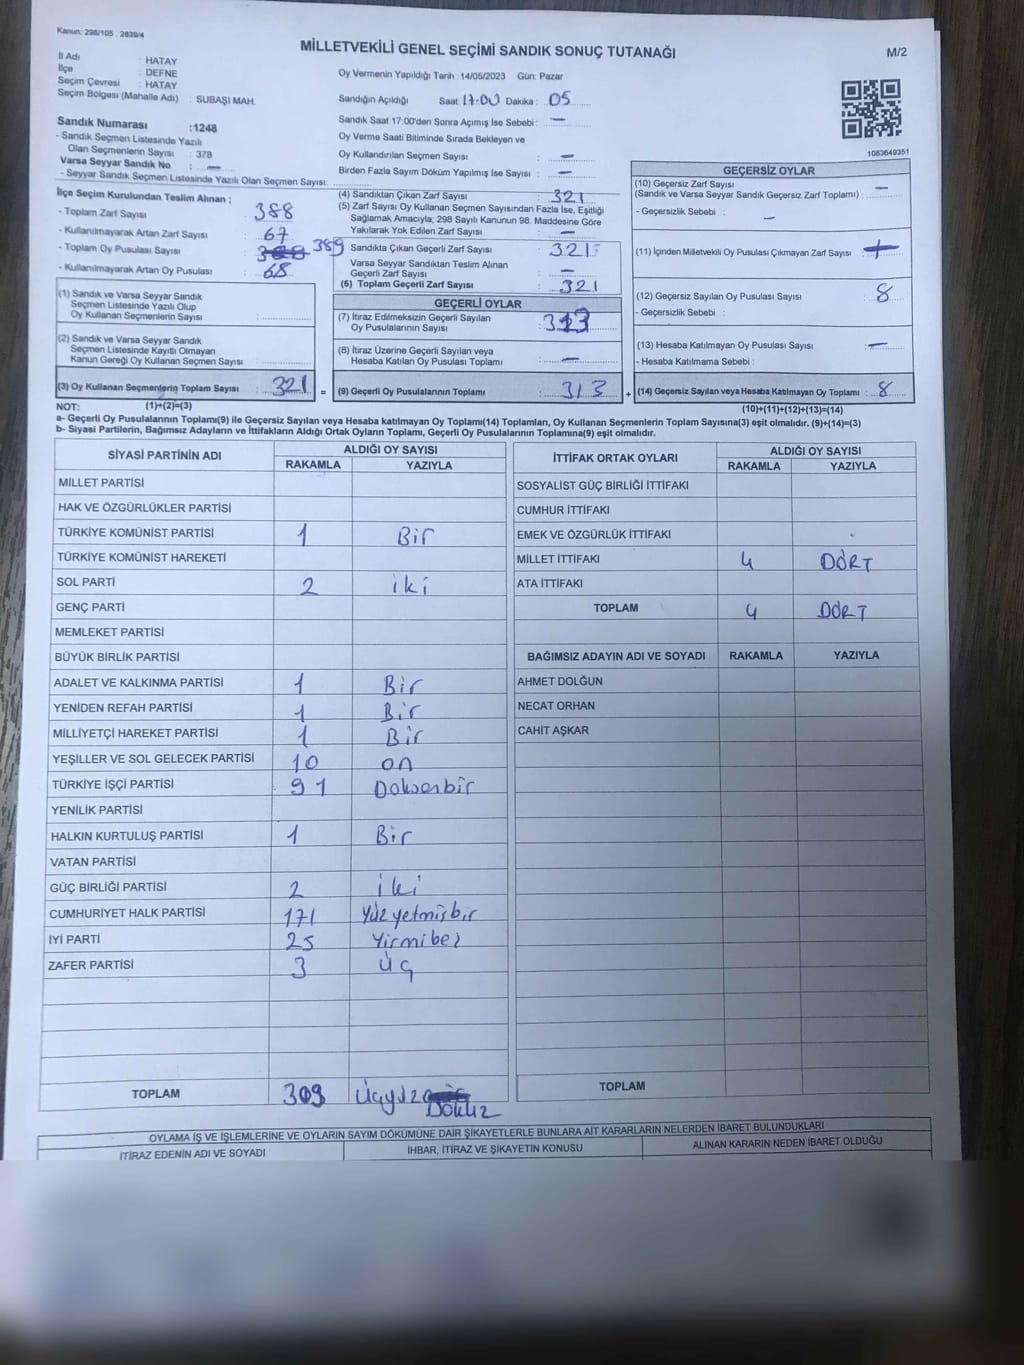 Kanun: 298/105 , 2839/4
MİLLETVEKİLİ GENEL SEÇİMİ SANDIK SONUÇ TUTANAĞI
M/2
İl Adı : HATAY
İlçe : DEFNE
Seçim Çevresi : HATAY
Seçim Bölgesi (Mahalle Adı) : SUBAŞI MAH.
Oy Vermenin Yapıldığı Tarih : 14/05/2023 Gün: Pazar
Sandığın Açıldığı Saat: 17:00 Dakika : 05
Sandık Saat 17:00'den Sonra Açımış İse Sebebi : —
Oy Verme Saati Bitiminde Sırada Bekleyen ve
Oy Kullandırılan Seçmen Sayısı : —
Birden Fazla Sayım Döküm Yapılmış İse Sayısı : —
1083649351
Sandık Numarası : 1248
- Sandık Seçmen Listesinde Yazılı
Olan Seçmenlerin Sayısı : 378
Varsa Seyyar Sandık No : —
- Seyyar Sandık Listesinde Yazılı Olan Seçmen Sayısı:
İlçe Seçim Kurulundan Teslim Alınan ;
- Toplam Zarf Sayısı : 388
- Kullanılmayarak Artan Zarf Sayısı : 67
- Toplam Oy Pusulası Sayısı : 389
- Kullanılmayarak Artan Oy Pusulası : 68
(1) Sandık ve Varsa Seyyar Sandık
Seçmen Listesinde Yazılı Olup
Oy Kullanan Seçmenlerin Sayısı :
(2) Sandık ve Varsa Seyyar Sandık
Seçmen Listesinde Kayıtlı Olmayan
Kanun Gereği Oy Kullanan Seçmen Sayısı :
(3) Oy Kullanan Seçmenlerin Toplam Sayısı : 321 =
(1)+(2)=(3)
(4) Sandıktan Çıkan Zarf Sayısı : 321
(5) Zarf Sayısı Oy Kullanan Seçmen Sayısından Fazla İse, Eşitliği
Sağlamak Amacıyla; 298 Sayılı Kanunun 98. Maddesine Göre
Yakılarak Yok Edilen Zarf Sayısı : —
Sandıkta Çıkan Geçerli Zarf Sayısı : 321
Varsa Seyyar Sandıktan Teslim Alınan
Geçerli Zarf Sayısı : —
(6) Toplam Geçerli Zarf Sayısı : 321
GEÇERLİ OYLAR
(7) İtiraz Edilmeksizin Geçerli Sayılan
Oy Pusulalarının Sayısı : 313
(8) İtiraz Üzerine Geçerli Sayılan veya
Hesaba Katılan Oy Pusulaları Toplamı : —
(9) Geçerli Oy Pusulalarının Toplamı : 313 +
GEÇERSİZ OYLAR
(10) Geçersiz Zarf Sayısı
(Sandık ve Varsa Seyyar Sandık Geçersiz Zarf Toplamı) : —
- Geçersizlik Sebebi : —
(11) İçinden Milletvekili Oy Pusulası Çıkmayan Zarf Sayısı :
(12) Geçersiz Sayılan Oy Pusulası Sayısı : 8
- Geçersizlik Sebebi :
(13) Hesaba Katılmayan Oy Pusulası Sayısı : —
- Hesaba Katılmama Sebebi :
(14) Geçersiz Sayılan veya Hesaba Katılmayan Oy Toplamı : 8
(10)+(11)+(12)+(13)=(14)
NOT:
a- Geçerli Oy Pusulalarının Toplamı(9) ile Geçersiz Sayılan veya Hesaba katılmayan Oy Toplamı(14) Toplamları, Oy Kullanan Seçmenlerin Toplam Sayısına(3) eşit olmalıdır. (9)+(14)=(3)
b- Siyasi Partilerin, Bağımsız Adayların ve İttifakların Aldığı Ortak Oyların Toplamı, Geçerli Oy Pusulalarının Toplamına(9) eşit olmalıdır.
SİYASİ PARTİNİN ADI ALDIĞI OY SAYISI
RAKAMLA YAZIYLA
MİLLET PARTİSİ
HAK VE ÖZGÜRLÜKLER PARTİSİ
TÜRKİYE KOMÜNİST PARTİSİ 1 Bir
TÜRKİYE KOMÜNİST HAREKETİ
SOL PARTİ 2 iki
GENÇ PARTİ
MEMLEKET PARTİSİ
BÜYÜK BİRLİK PARTİSİ
ADALET VE KALKINMA PARTİSİ 1 Bir
YENİDEN REFAH PARTİSİ 1 Bir
MİLLİYETÇİ HAREKET PARTİSİ 1 Bir
YEŞİLLER VE SOL GELECEK PARTİSİ 10 on
TÜRKİYE İŞÇİ PARTİSİ 91 Doksanbir
YENİLİK PARTİSİ
HALKIN KURTULUŞ PARTİSİ 1 Bir
VATAN PARTİSİ
GÜÇ BİRLİĞİ PARTİSİ 2 iki
CUMHURİYET HALK PARTİSİ 171 Yüz yetmişbir
İYİ PARTİ 25 Yirmibeş
ZAFER PARTİSİ 3 Üç
TOPLAM 309 Üçyüz Dokuz
İTTİFAK ORTAK OYLARI ALDIĞI OY SAYISI
RAKAMLA YAZIYLA
SOSYALİST GÜÇ BİRLİĞİ İTTİFAKI
CUMHUR İTTİFAKI
EMEK VE ÖZGÜRLÜK İTTİFAKI
MİLLET İTTİFAKI 4 DÖRT
ATA İTTİFAKI
TOPLAM 4 DÖRT
BAĞIMSIZ ADAYIN ADI VE SOYADI RAKAMLA YAZIYLA
AHMET DOLĞUN
NECAT ORHAN
CAHİT AŞKAR
TOPLAM
OYLAMA İŞ VE İŞLEMLERİNE VE OYLARIN SAYIM DÖKÜMÜNE DAİR ŞİKAYETLERLE BUNLARA AİT KARARLARIN NELERDEN İBARET BULUNDUKLARI
İTİRAZ EDENİN ADI VE SOYADI İHBAR, İTİRAZ VE ŞİKAYETİN KONUSU ALINAN KARARIN NEDEN İBARET OLDUĞU